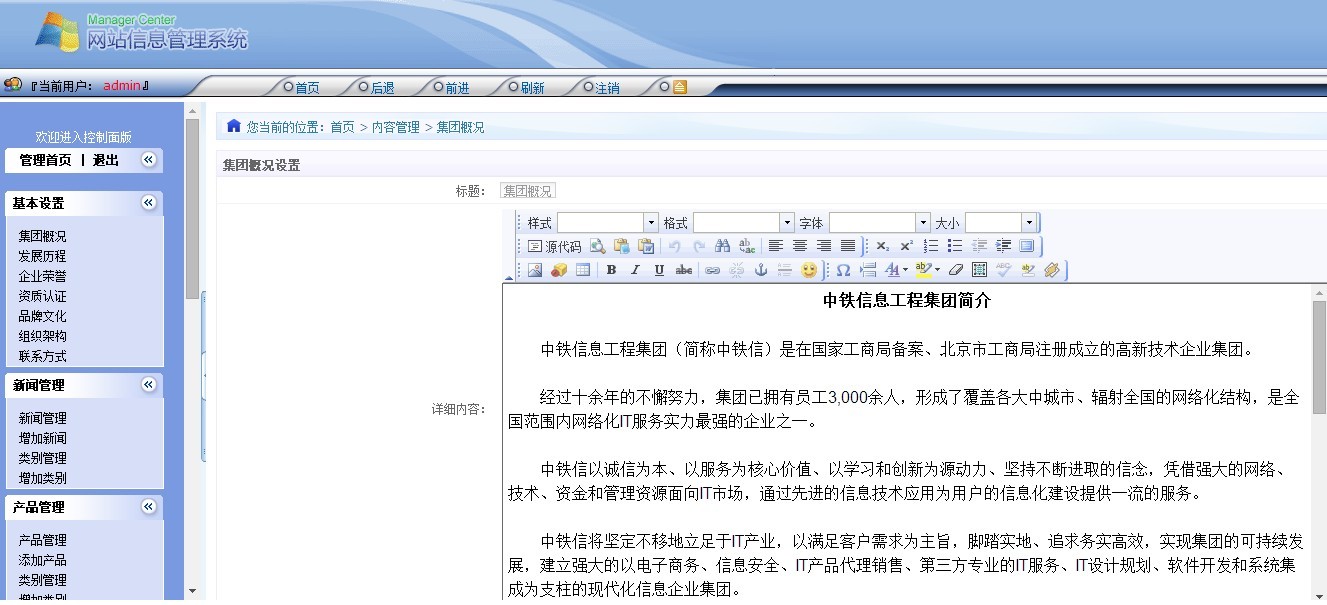 Manager Center
网站信息管理系统
『当前用户： admin』
首页 后退 前进 刷新 注销
欢迎进入控制面版
管理首页 | 退出
基本设置
集团概况
发展历程
企业荣誉
资质认证
品牌文化
组织架构
联系方式
新闻管理
新闻管理
增加新闻
类别管理
增加类别
产品管理
产品管理
添加产品
类别管理
增加类别
您当前的位置：首页 > 内容管理 > 集团概况
集团概况设置
标题： 集团概况
样式 格式 字体 大小
源代码
详细内容：
中铁信息工程集团简介
中铁信息工程集团（简称中铁信）是在国家工商局备案、北京市工商局注册成立的高新技术企业集团。
经过十余年的不懈努力，集团已拥有员工3,000余人，形成了覆盖各大中城市、辐射全国的网络化结构，是全
国范围内网络化IT服务实力最强的企业之一。
中铁信以诚信为本、以服务为核心价值、以学习和创新为源动力、坚持不断进取的信念，凭借强大的网络、
技术、资金和管理资源面向IT市场，通过先进的信息技术应用为用户的信息化建设提供一流的服务。
中铁信将坚定不移地立足于IT产业，以满足客户需求为主旨，脚踏实地、追求务实高效，实现集团的可持续发
展，建立强大的以电子商务、信息安全、IT产品代理销售、第三方专业的IT服务、IT设计规划、软件开发和系统集
成为支柱的现代化信息企业集团。